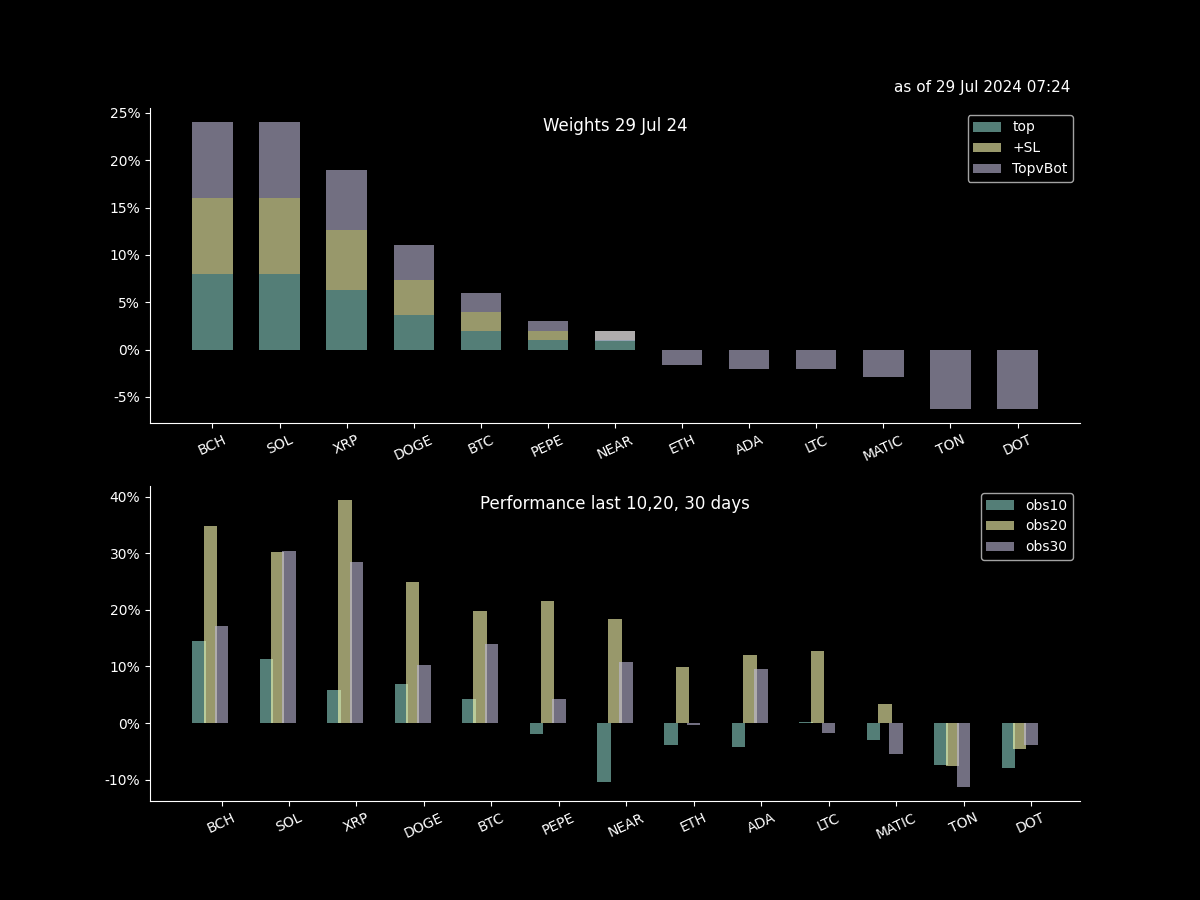 as of 29 Jul 2024 07:24
Weights 29 Jul 24
top
+SL
TopvBot
25%
20%
15%
10%
5%
0%
-5%
BCH SOL XRP DOGE BTC PEPE NEAR ETH ADA LTC MATIC TON DOT
Performance last 10,20, 30 days
obs10
obs20
obs30
40%
30%
20%
10%
0%
-10%
BCH SOL XRP DOGE BTC PEPE NEAR ETH ADA LTC MATIC TON DOT